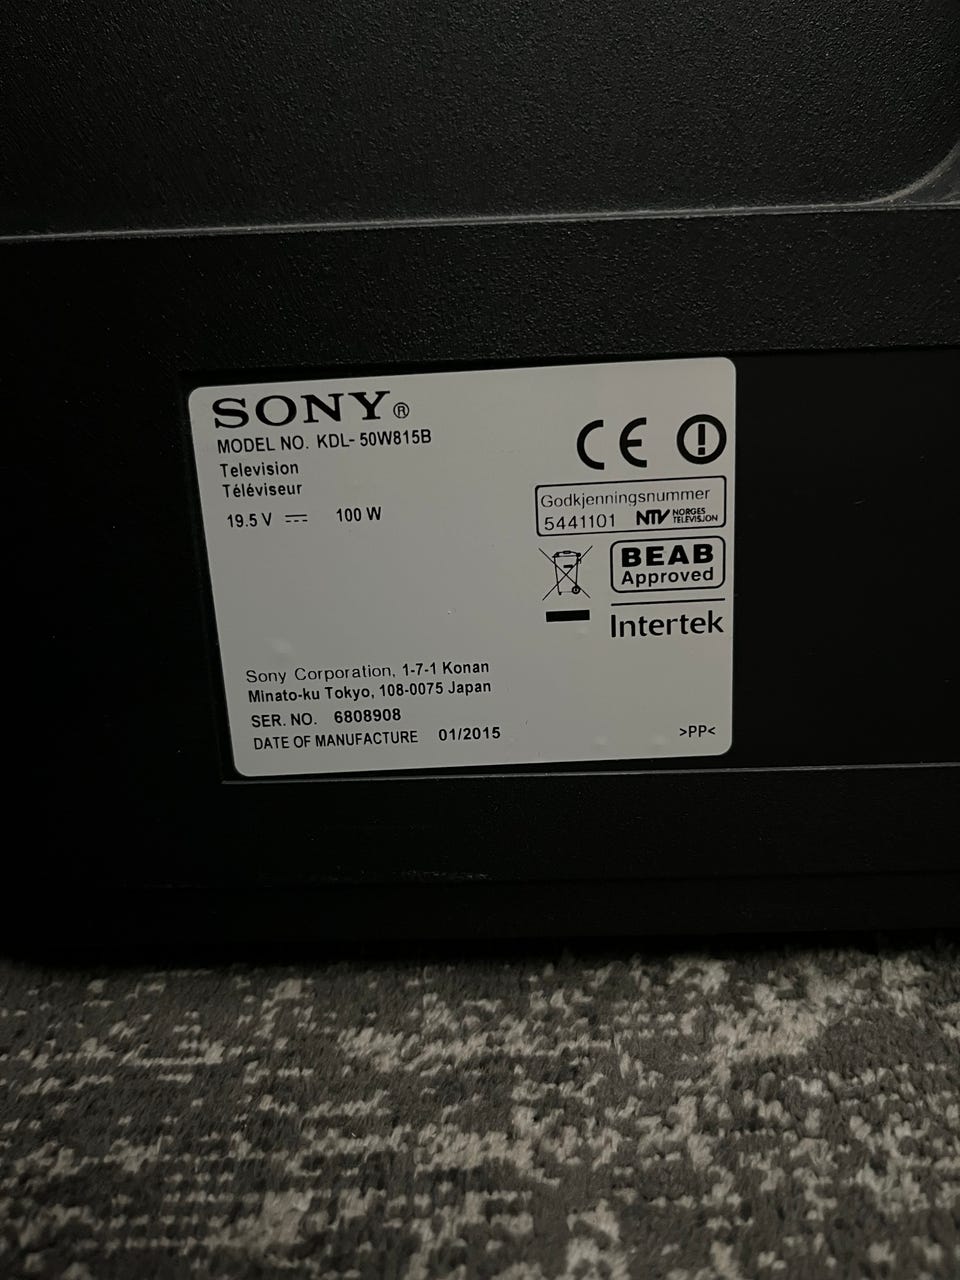 SONY®
MODEL NO. KDL- 50W815B
Television
Téléviseur
19.5 V ⎓ 100 W
CE
Godkjenningsnummer
5441101 NTV NORGES TELEVISJON
BEAB
Approved
Intertek
Sony Corporation, 1-7-1 Konan
Minato-ku Tokyo, 108-0075 Japan
SER. NO. 6808908
DATE OF MANUFACTURE 01/2015
>PP<